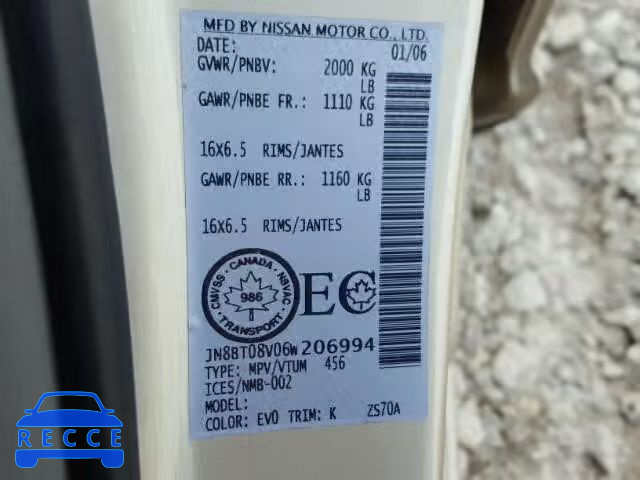 MFD BY NISSAN MOTOR CO., LTD.
DATE: 01/06
GVWR/PNBV: 2000 KG
LB
GAWR/PNBE FR.: 1110 KG
LB
16X6.5 RIMS/JANTES
GAWR/PNBE RR.: 1160 KG
LB
16X6.5 RIMS/JANTES
CMVSS · CANADA · NSVAC
986
EC
JN8BT08V06W206994
TYPE: MPV/VTUM 456
ICES/NMB-002
MODEL:
COLOR: EV0 TRIM: K ZS70A
RECCE